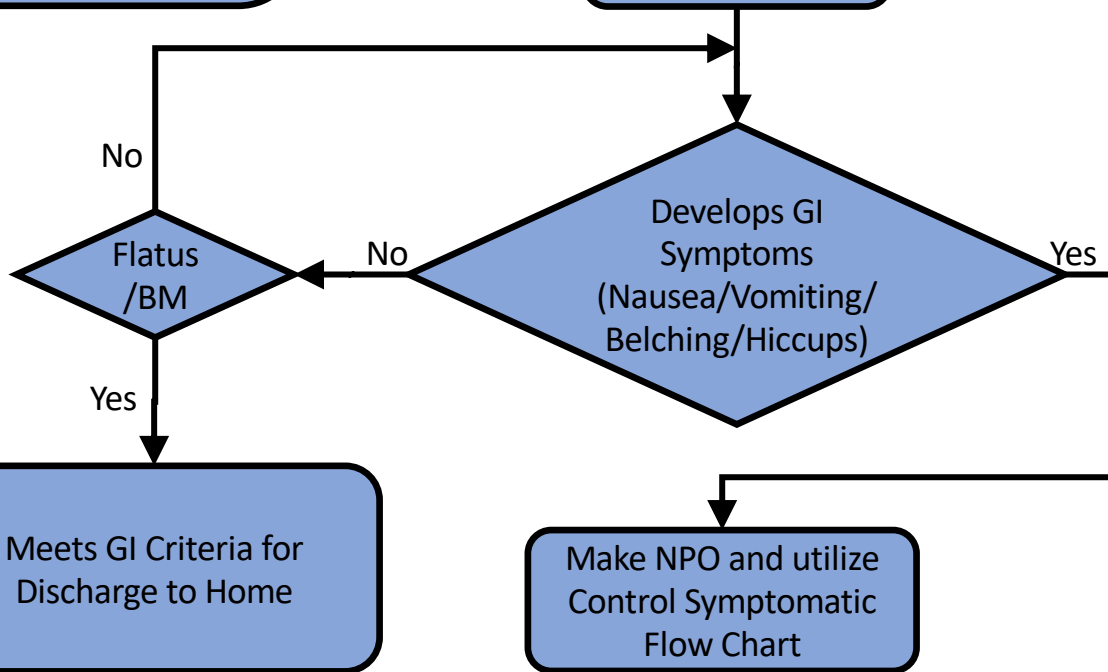 No
Develops GI
Symptoms
(Nausea/Vomiting/
Belching/Hiccups)
Flatus
/BM
No
Yes
Yes
Meets GI Criteria for
Discharge to Home
Make NPO and utilize
Control Symptomatic
Flow Chart